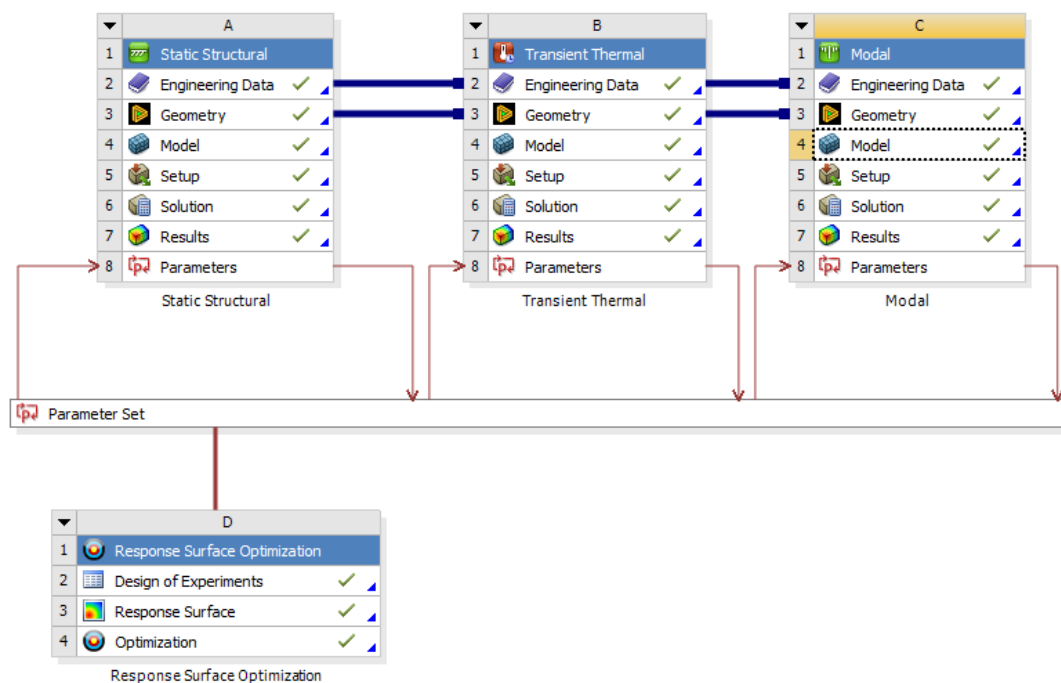 A
1 Static Structural
2 Engineering Data
3 Geometry
4 Model
5 Setup
6 Solution
7 Results
8 Parameters
Static Structural
B
1 Transient Thermal
2 Engineering Data
3 Geometry
4 Model
5 Setup
6 Solution
7 Results
8 Parameters
Transient Thermal
C
1 Modal
2 Engineering Data
3 Geometry
4 Model
5 Setup
6 Solution
7 Results
8 Parameters
Modal
Parameter Set
D
1 Response Surface Optimization
2 Design of Experiments
3 Response Surface
4 Optimization
Response Surface Optimization